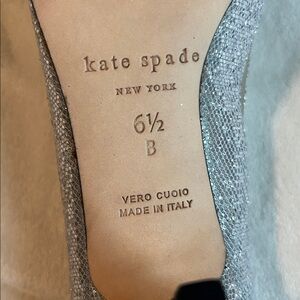 kate spade
NEW YORK
6½
B
VERO CUOIO
MADE IN ITALY